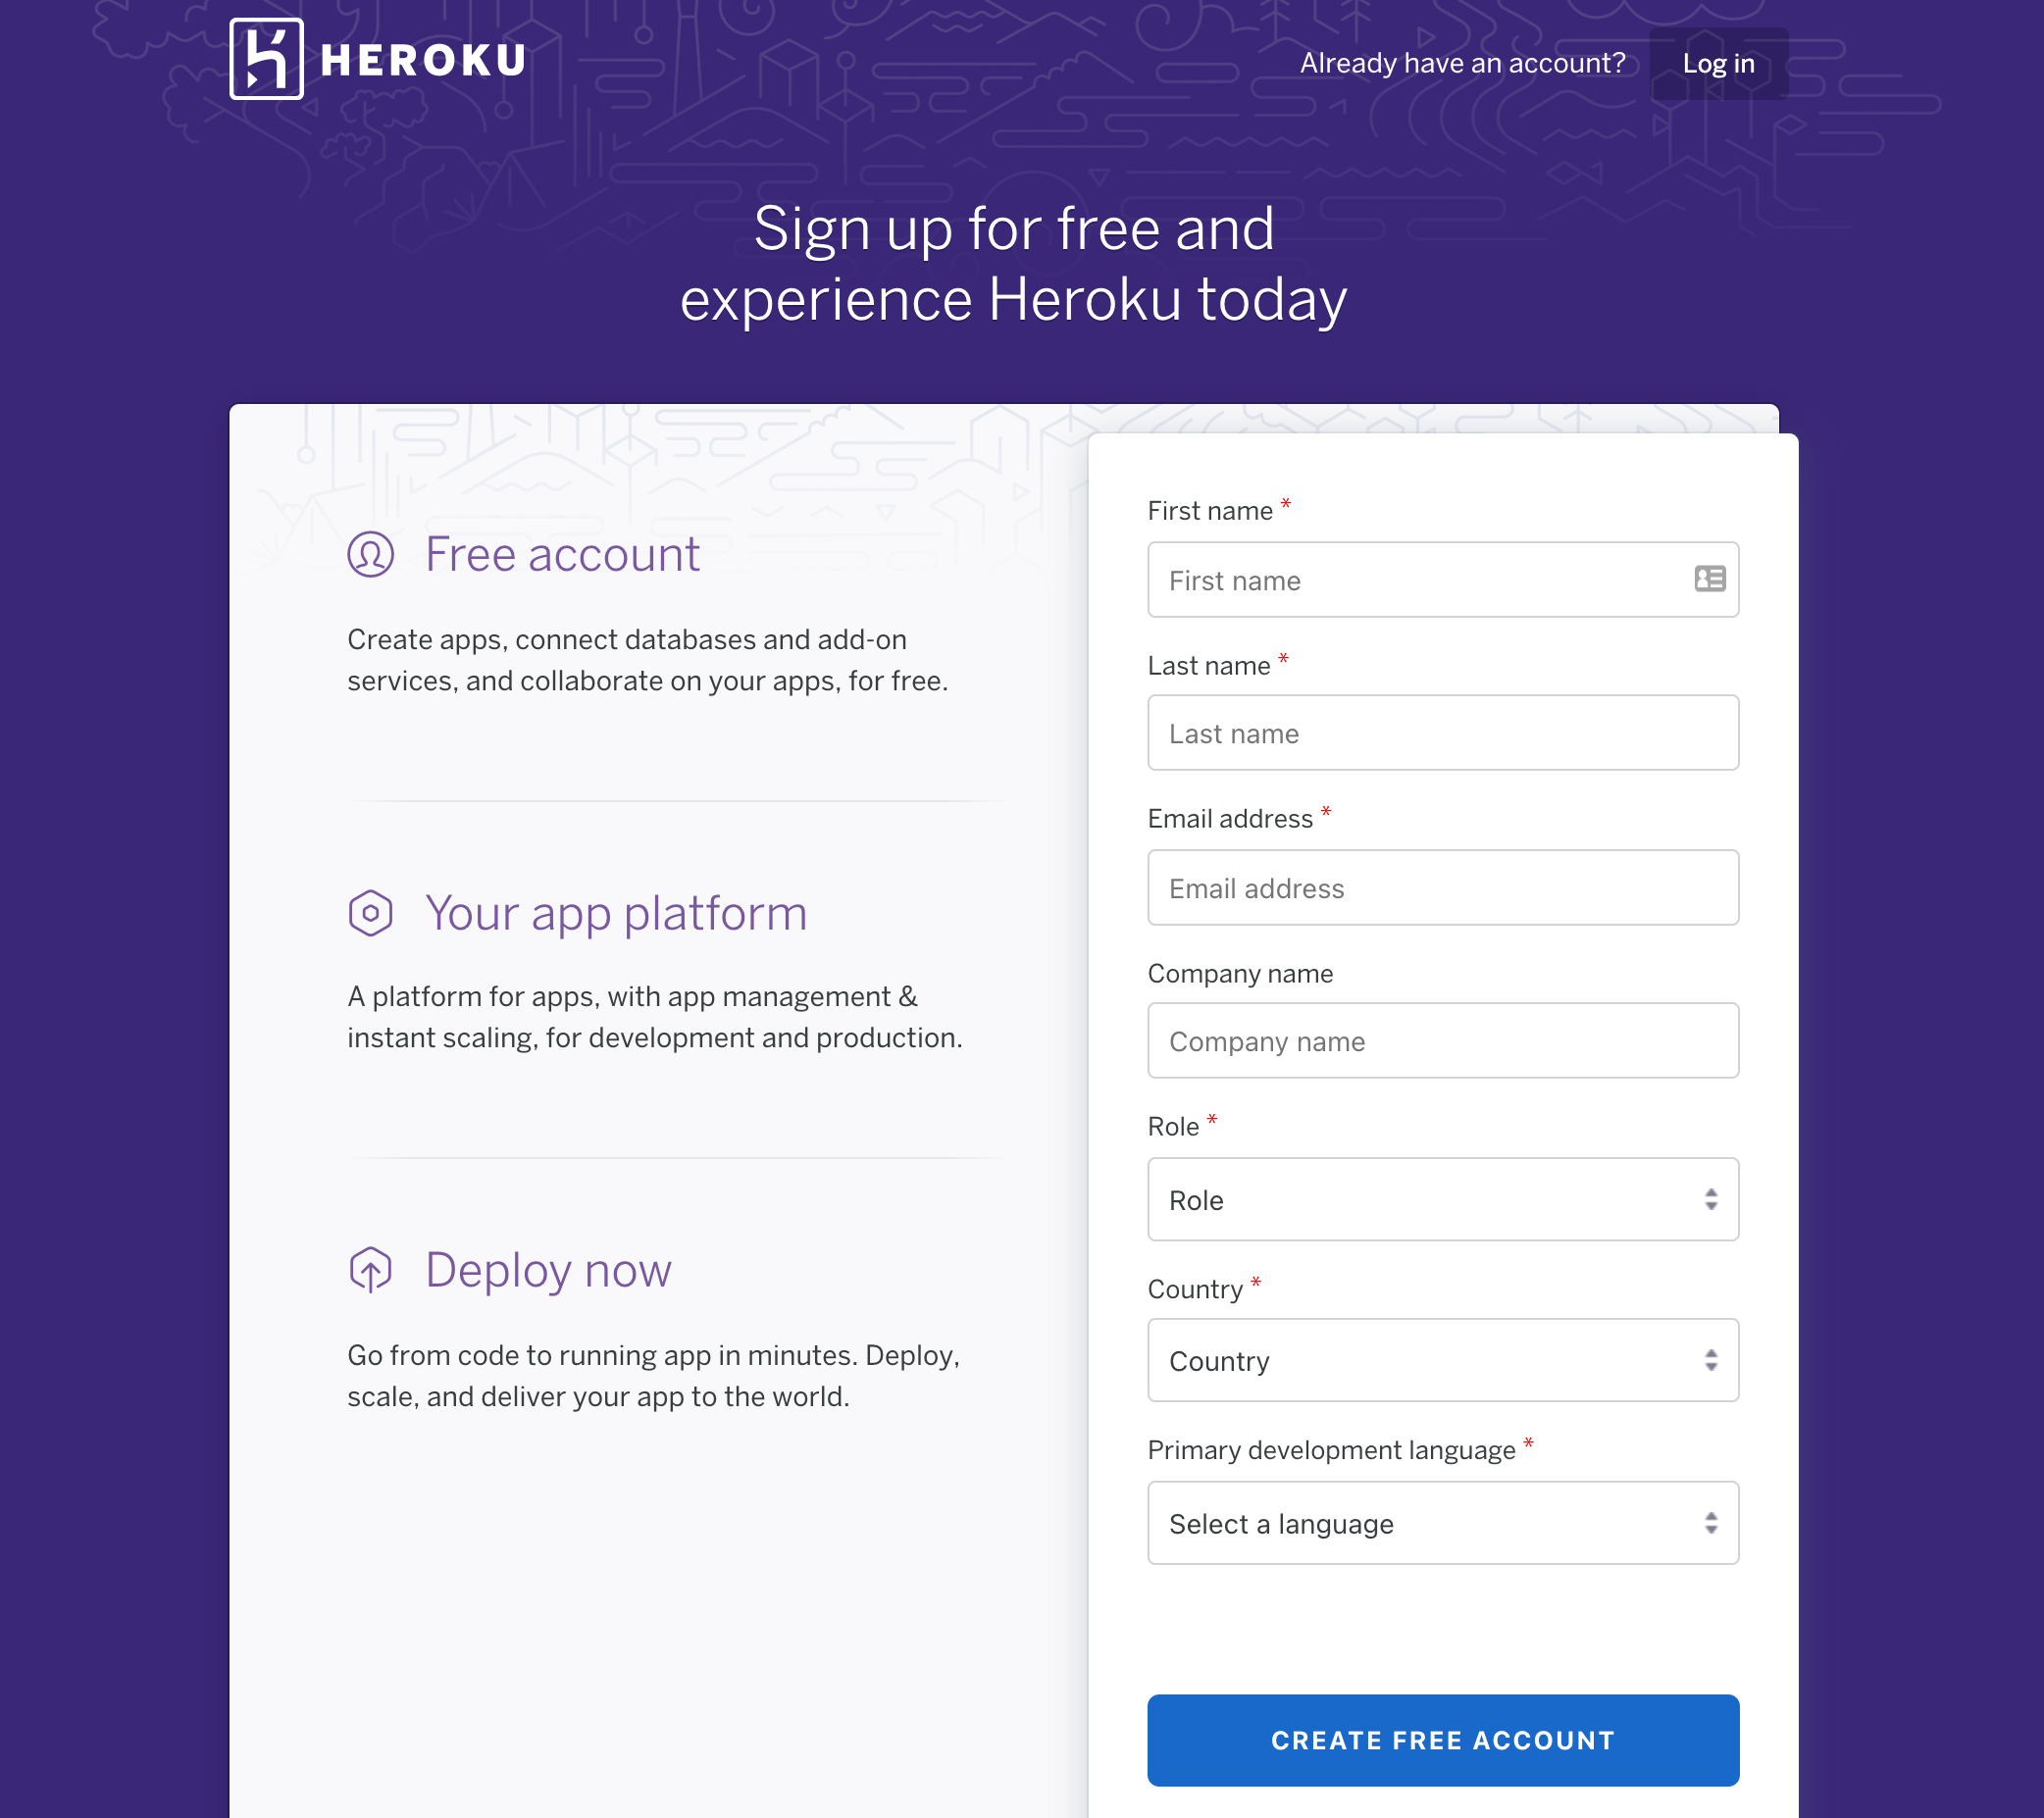 HEROKU
Already have an account?
Log in
Sign up for free and
experience Heroku today
Free account
Create apps, connect databases and add-on
services, and collaborate on your apps, for free.
Your app platform
A platform for apps, with app management &
instant scaling, for development and production.
Deploy now
Go from code to running app in minutes. Deploy,
scale, and deliver your app to the world.
First name *
First name
Last name *
Last name
Email address *
Email address
Company name
Company name
Role *
Role
Country *
Country
Primary development language *
Select a language
CREATE FREE ACCOUNT